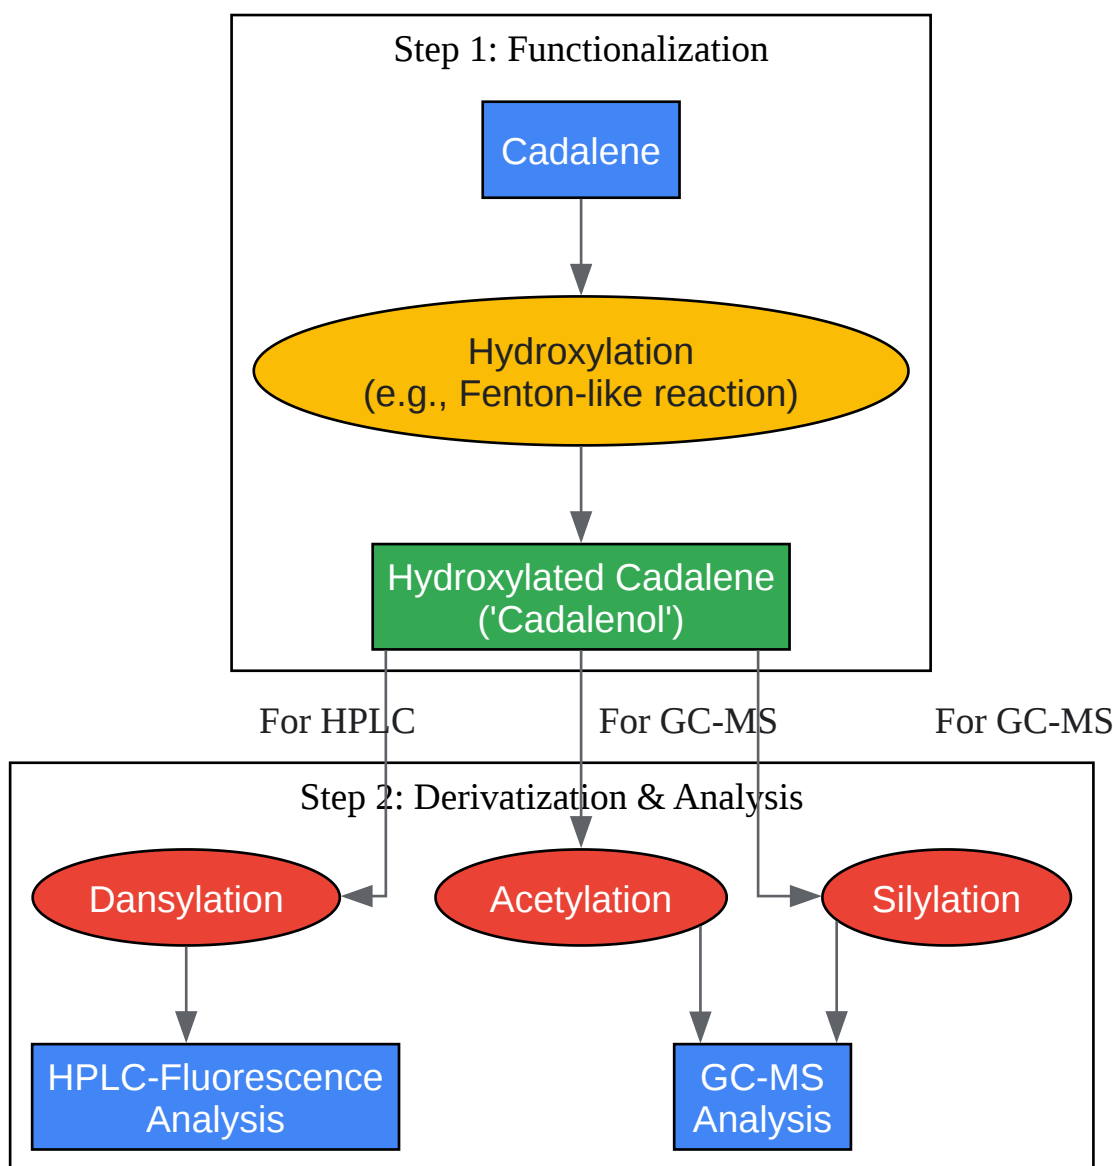 Step 1: Functionalization
Cadalene
Hydroxylation
(e.g., Fenton-like reaction)
Hydroxylated Cadalene
('Cadalenol')
For HPLC
For GC-MS
For GC-MS
Step 2: Derivatization & Analysis
Dansylation
Acetylation
Silylation
HPLC-Fluorescence
Analysis
GC-MS
Analysis